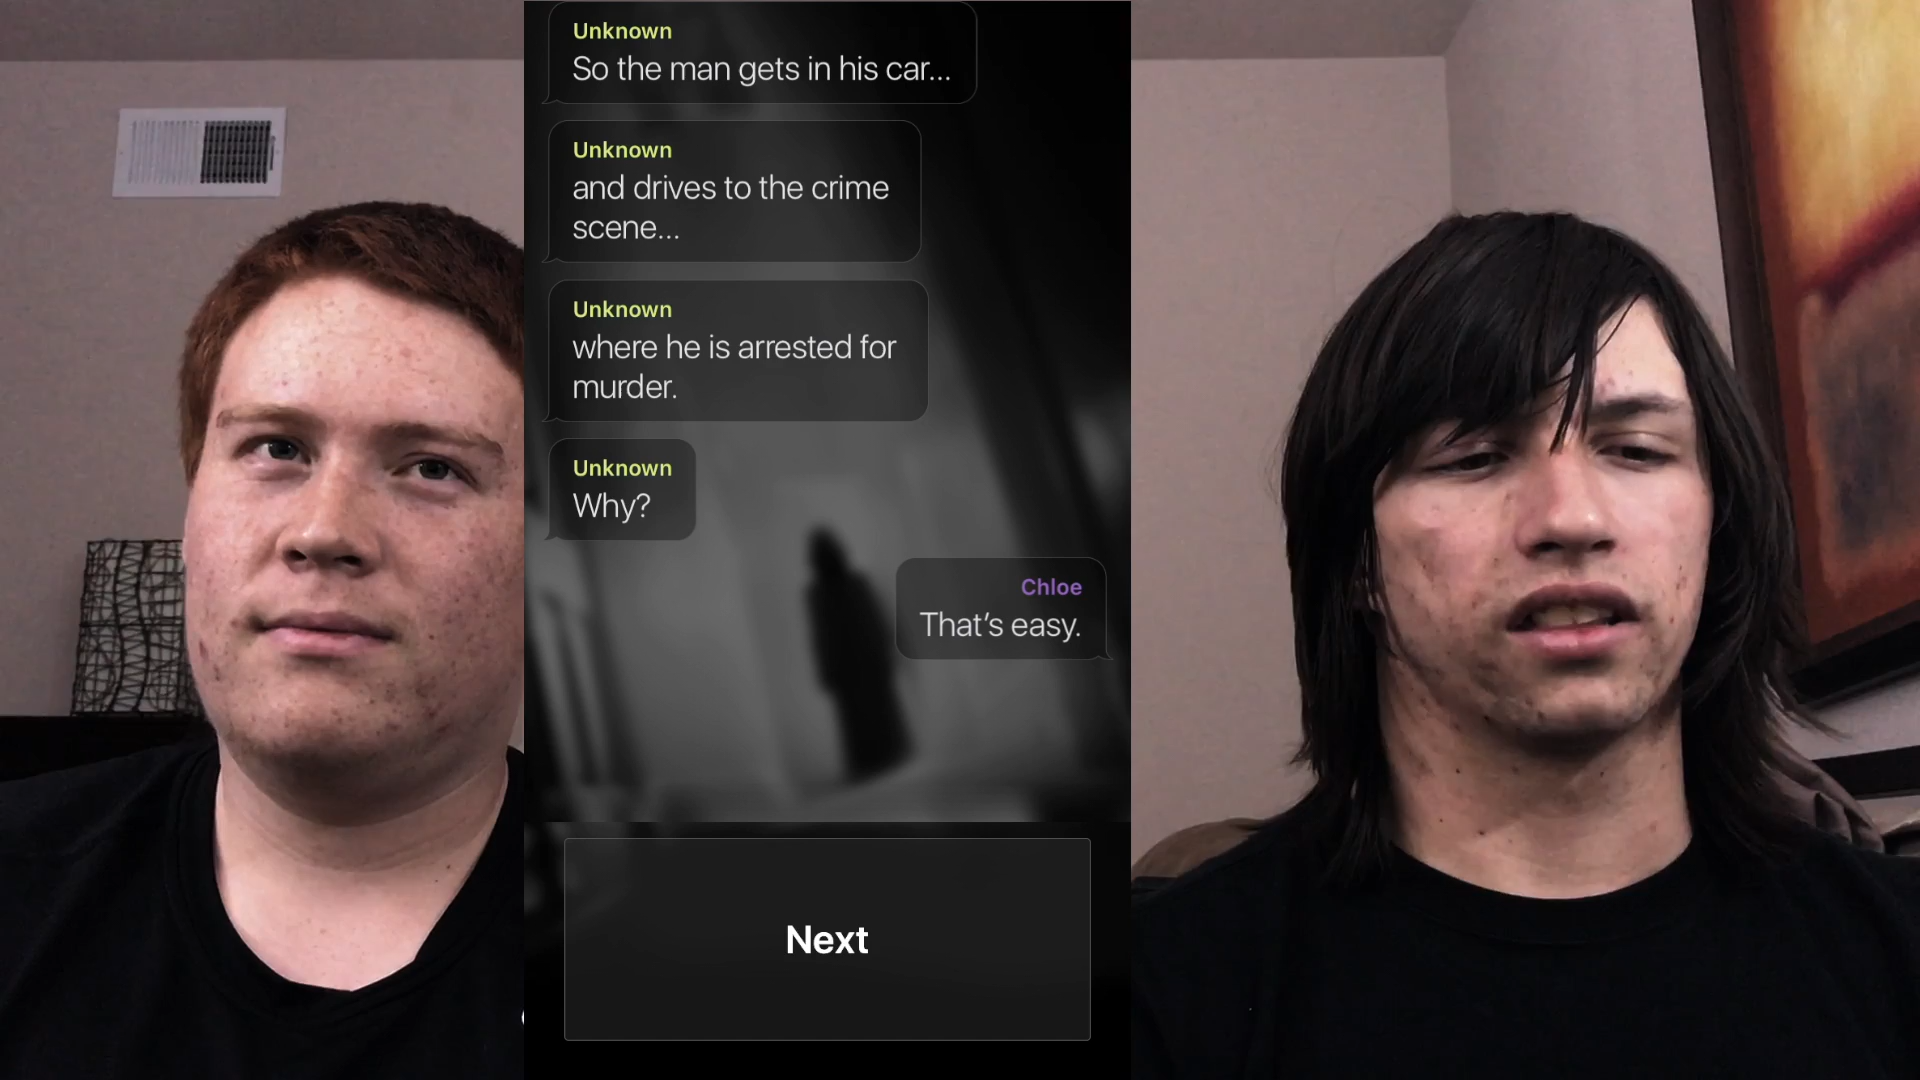 Unknown
So the man gets in his car...
Unknown
and drives to the crime
scene...
Unknown
where he is arrested for
murder.
Unknown
Why?
Chloe
That's easy.
Next